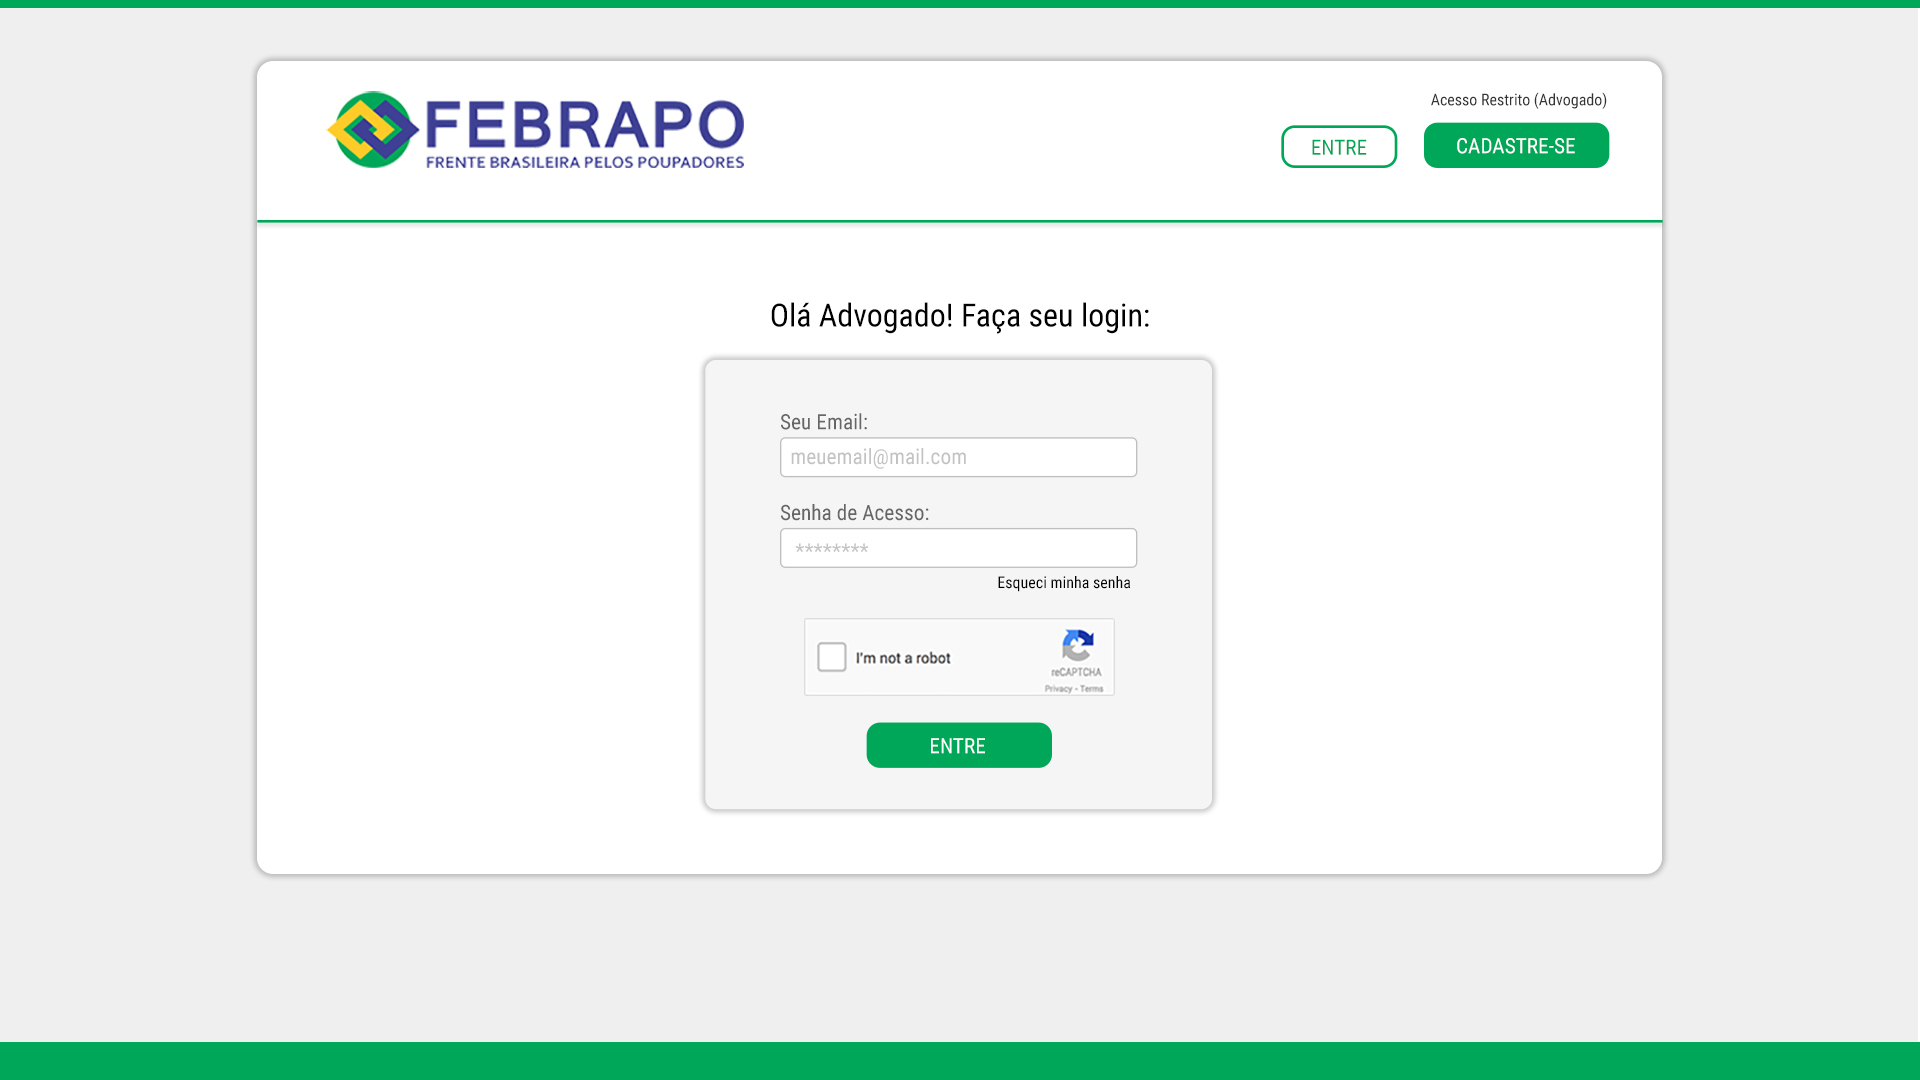 FEBRAPO
FRENTE BRASILEIRA PELOS POUPADORES
Acesso Restrito (Advogado)
ENTRE
CADASTRE-SE
Olá Advogado! Faça seu login:
Seu Email:
meuemail@mail.com
Senha de Acesso:
********
Esqueci minha senha
I'm not a robot
reCAPTCHA
Privacy - Terms
ENTRE